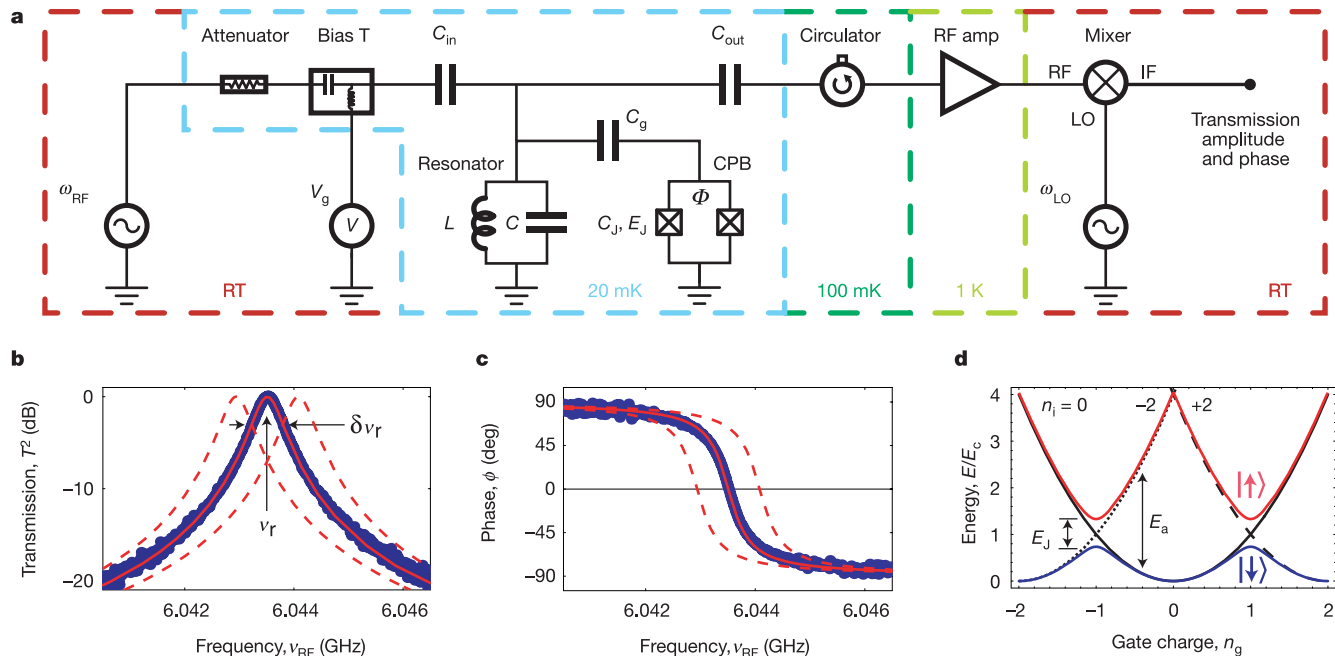 a
Attenuator
Bias T
C_in
C_out
Circulator
RF amp
Mixer
RF
IF
LO
C_g
Transmission
amplitude
and phase
Resonator
CPB
ω_RF
V_g
V
L
C
C_J, E_J
Φ
ω_LO
RT
20 mK
100 mK
1 K
RT
b
Transmission, T² (dB)
0
−10
−20
δν_r
ν_r
6.042
6.044
6.046
Frequency, ν_RF (GHz)
c
Phase, ϕ (deg)
90
45
0
−45
−90
6.042
6.044
6.046
Frequency, ν_RF (GHz)
d
Energy, E/E_c
4
3
2
1
0
n_i = 0
−2
+2
|↑⟩
E_J
E_a
|↓⟩
−2
−1
0
1
2
Gate charge, n_g